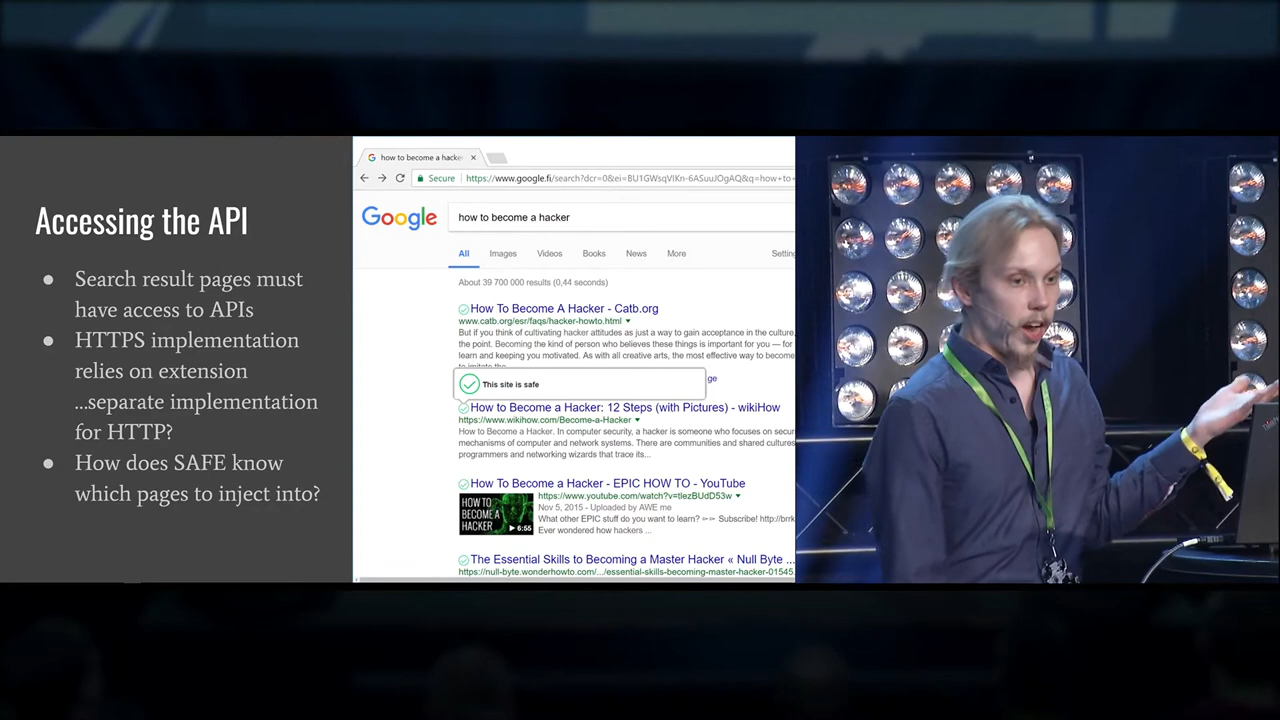 Accessing the API
● Search result pages must
have access to APIs
● HTTPS implementation
relies on extension
...separate implementation
for HTTP?
● How does SAFE know
which pages to inject into?
how to become a hacke
Secure https://www.google.fi/search?dcr=0&ei=BU1GWsqVIKn-6ASuuJOgAQ&q=how+to+
Google how to become a hacker
All Images Videos Books News More Setting
About 39 700 000 results (0,44 seconds)
How To Become A Hacker - Catb.org
www.catb.org/esr/faqs/hacker-howto.html
But if you think of cultivating hacker attitudes as just a way to gain acceptance in the culture,
the point. Becoming the kind of person who believes these things is important for you — for
learn and keeping you motivated. As with all creative arts, the most effective way to become
to imitate the
ge
This site is safe
How to Become a Hacker: 12 Steps (with Pictures) - wikiHow
https://www.wikihow.com/Become-a-Hacker
How to Become a Hacker. In computer security, a hacker is someone who focuses on secur
mechanisms of computer and network systems. There are communities and shared cultures
programmers and networking wizards that trace its...
How To Become a Hacker - EPIC HOW TO - YouTube
https://www.youtube.com/watch?v=tlezBUdD53w
Nov 5, 2015 - Uploaded by AWE me
What other EPIC stuff do you want to learn? ►► Subscribe! http://brrk
Ever wondered how hackers ...
HOW TO
BECOME A
HACKER
6:55
The Essential Skills to Becoming a Master Hacker « Null Byte ...
https://null-byte.wonderhowto.com/.../essential-skills-becoming-master-hacker-01545